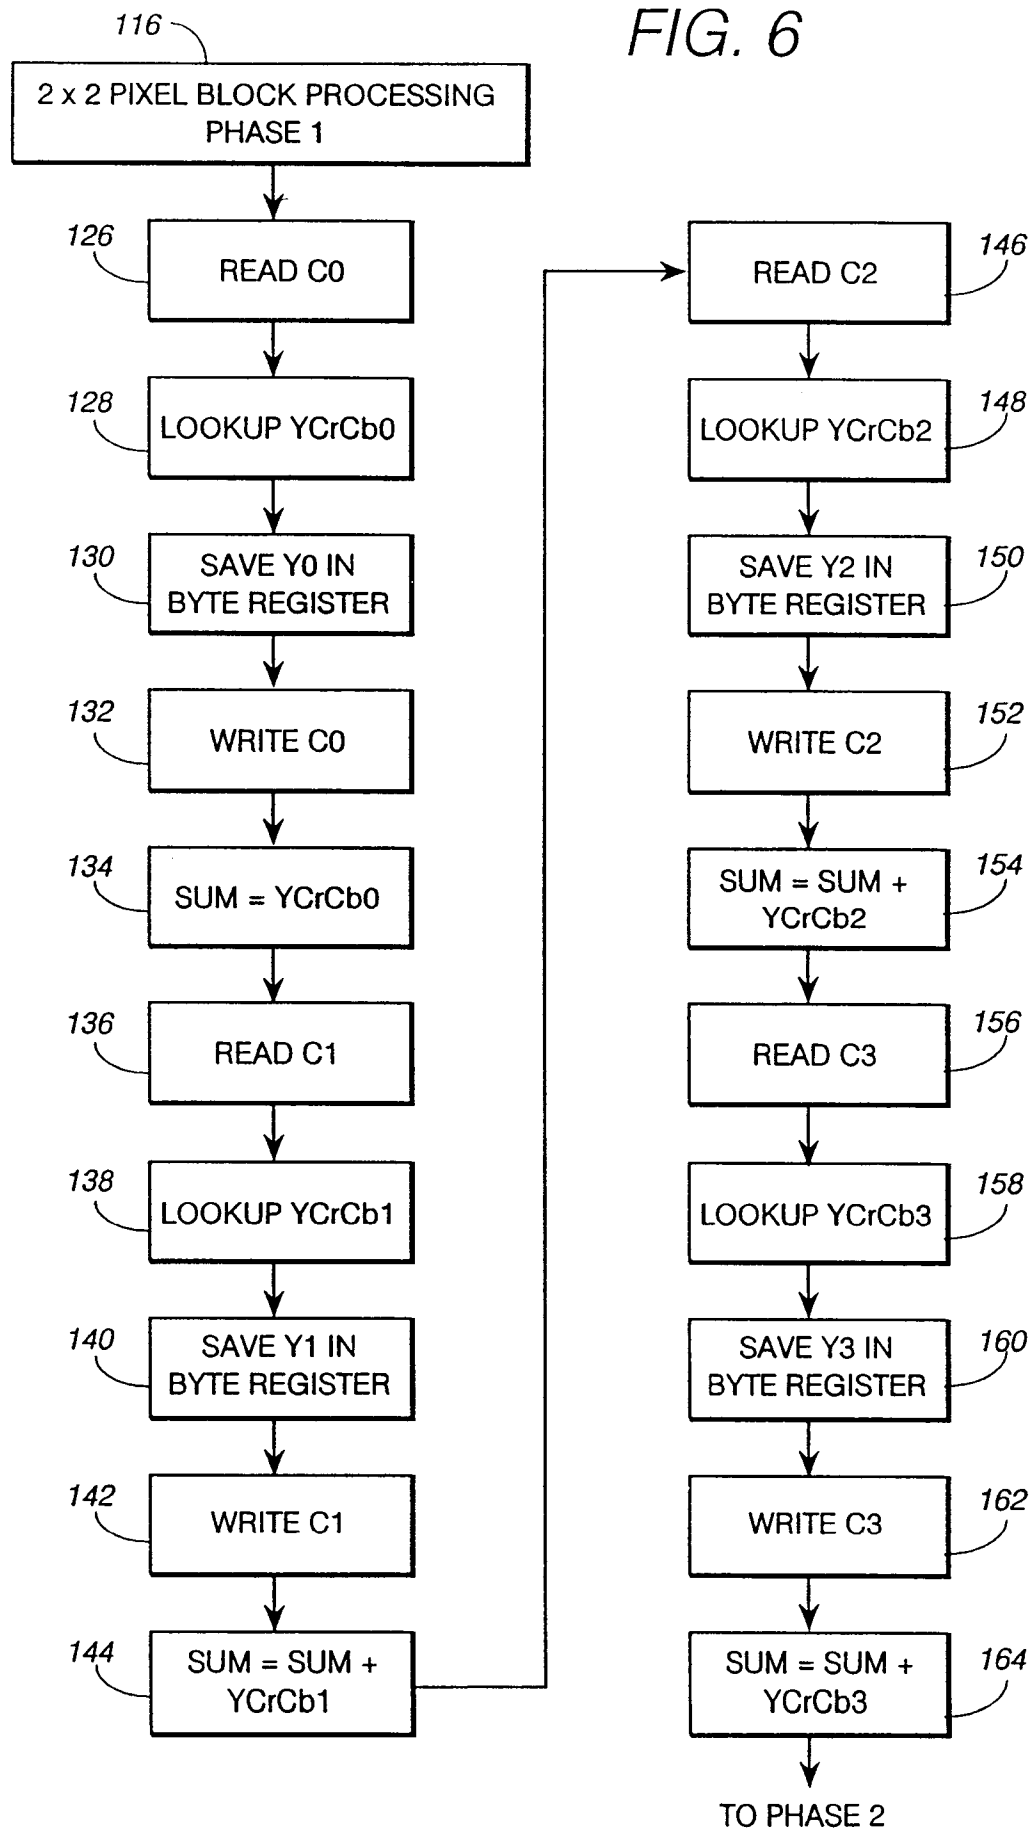 FIG. 6
116
2 x 2 PIXEL BLOCK PROCESSING
PHASE 1
126
READ C0
128
LOOKUP YCrCb0
130
SAVE Y0 IN
BYTE REGISTER
132
WRITE C0
134
SUM = YCrCb0
136
READ C1
138
LOOKUP YCrCb1
140
SAVE Y1 IN
BYTE REGISTER
142
WRITE C1
144
SUM = SUM +
YCrCb1
146
READ C2
148
LOOKUP YCrCb2
150
SAVE Y2 IN
BYTE REGISTER
152
WRITE C2
154
SUM = SUM +
YCrCb2
156
READ C3
158
LOOKUP YCrCb3
160
SAVE Y3 IN
BYTE REGISTER
162
WRITE C3
164
SUM = SUM +
YCrCb3
TO PHASE 2